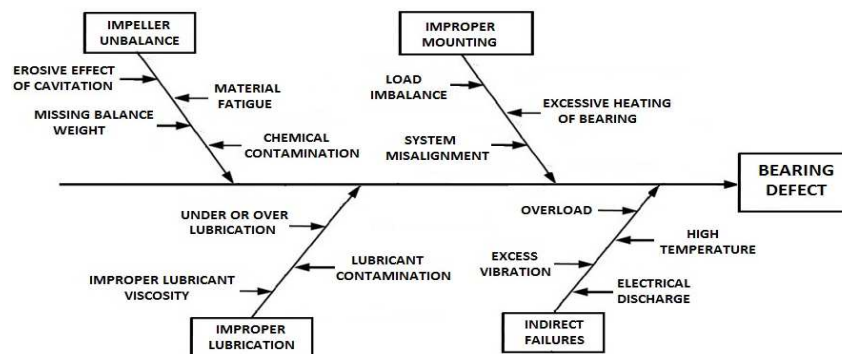 IMPELLER
UNBALANCE
IMPROPER
MOUNTING
EROSIVE EFFECT
OF CAVITATION
MATERIAL
FATIGUE
MISSING BALANCE
WEIGHT
CHEMICAL
CONTAMINATION
LOAD
IMBALANCE
EXCESSIVE HEATING
OF BEARING
SYSTEM
MISALIGNMENT
BEARING
DEFECT
UNDER OR OVER
LUBRICATION
LUBRICANT
CONTAMINATION
IMPROPER LUBRICANT
VISCOSITY
IMPROPER
LUBRICATION
OVERLOAD
HIGH
TEMPERATURE
EXCESS
VIBRATION
ELECTRICAL
DISCHARGE
INDIRECT
FAILURES